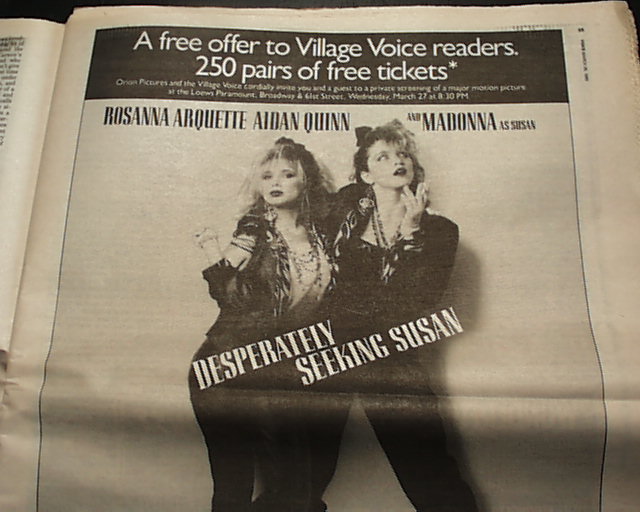 A free offer to Village Voice readers.
250 pairs of free tickets*
Orion Pictures and the Village Voice cordially invite you and a guest to a private screening of a major motion picture
at the Loews Paramount, Broadway & 61st Street, Wednesday, March 27 at 8:30 PM.
ROSANNA ARQUETTE AIDAN QUINN AND MADONNA AS SUSAN
DESPERATELY
SEEKING SUSAN